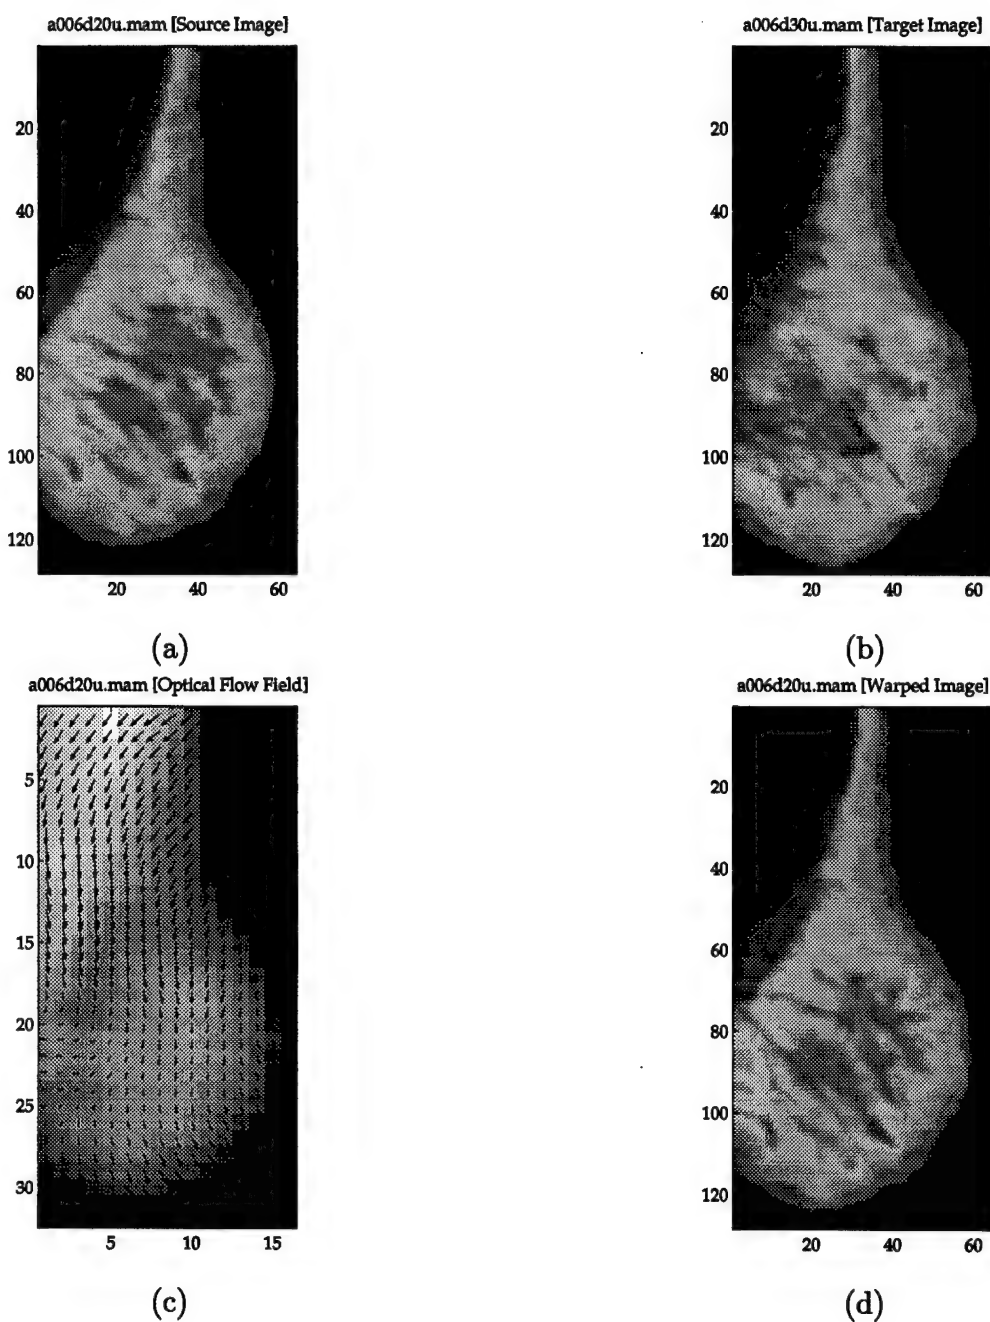 a006d20u.mam [Source Image]
20
40
60
80
100
120
20 40 60
(a)
a006d30u.mam [Target Image]
20
40
60
80
100
120
20 40 60
(b)
a006d20u.mam [Optical Flow Field]
5
10
15
20
25
30
5 10 15
(c)
a006d20u.mam [Warped Image]
20
40
60
80
100
120
20 40 60
(d)